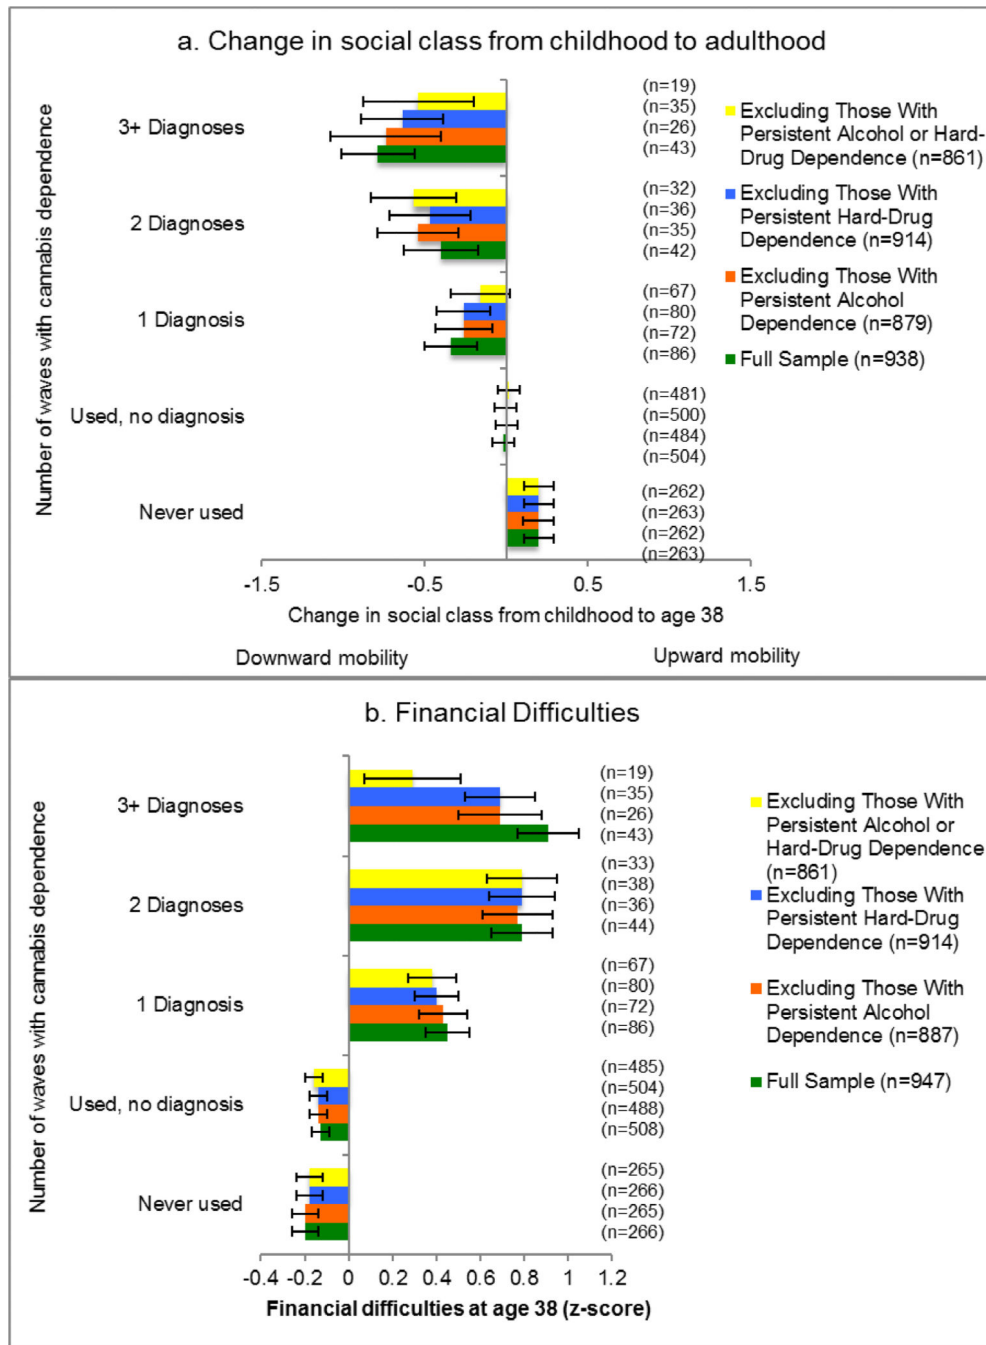 a. Change in social class from childhood to adulthood
Number of waves with cannabis dependence
3+ Diagnoses
2 Diagnoses
1 Diagnosis
Used, no diagnosis
Never used
(n=19)
(n=35)
(n=26)
(n=43)
(n=32)
(n=36)
(n=35)
(n=42)
(n=67)
(n=80)
(n=72)
(n=86)
(n=481)
(n=500)
(n=484)
(n=504)
(n=262)
(n=263)
(n=262)
(n=263)
Excluding Those With
Persistent Alcohol or Hard-
Drug Dependence (n=861)
Excluding Those With
Persistent Hard-Drug
Dependence (n=914)
Excluding Those With
Persistent Alcohol
Dependence (n=879)
Full Sample (n=938)
-1.5 -0.5 0.5 1.5
Change in social class from childhood to age 38
Downward mobility Upward mobility
b. Financial Difficulties
Number of waves with cannabis dependence
3+ Diagnoses
2 Diagnoses
1 Diagnosis
Used, no diagnosis
Never used
(n=19)
(n=35)
(n=26)
(n=43)
(n=33)
(n=38)
(n=36)
(n=44)
(n=67)
(n=80)
(n=72)
(n=86)
(n=485)
(n=504)
(n=488)
(n=508)
(n=265)
(n=266)
(n=265)
(n=266)
Excluding Those With
Persistent Alcohol or
Hard-Drug Dependence
(n=861)
Excluding Those With
Persistent Hard-Drug
Dependence (n=914)
Excluding Those With
Persistent Alcohol
Dependence (n=887)
Full Sample (n=947)
-0.4 -0.2 0 0.2 0.4 0.6 0.8 1 1.2
Financial difficulties at age 38 (z-score)